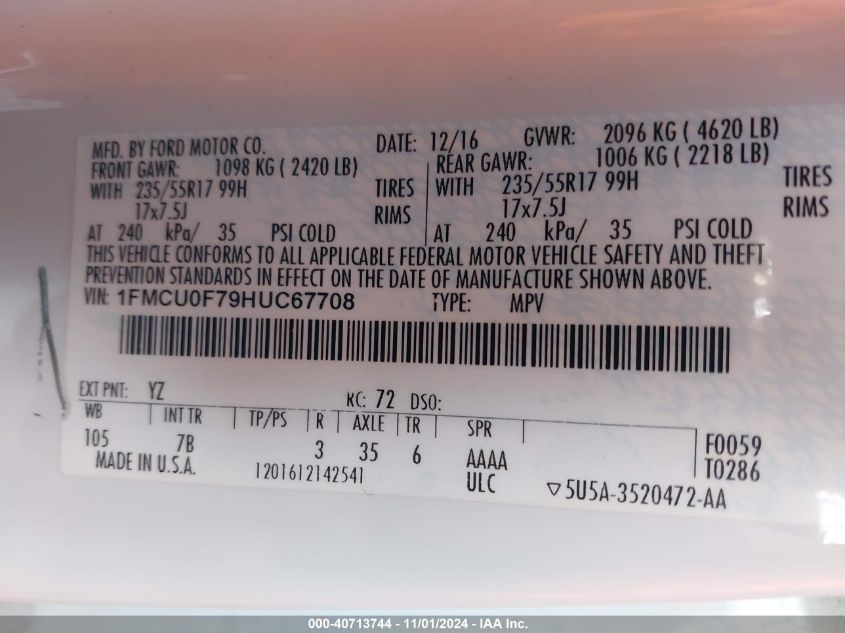 MFD. BY FORD MOTOR CO. DATE: 12/16 GVWR: 2096 KG ( 4620 LB)
FRONT GAWR: 1098 KG ( 2420 LB) REAR GAWR: 1006 KG ( 2218 LB)
WITH 235/55R17 99H TIRES WITH 235/55R17 99H TIRES
17x7.5J RIMS 17x7.5J RIMS
AT 240 kPa/ 35 PSI COLD AT 240 kPa/ 35 PSI COLD
THIS VEHICLE CONFORMS TO ALL APPLICABLE FEDERAL MOTOR VEHICLE SAFETY AND THEFT
PREVENTION STANDARDS IN EFFECT ON THE DATE OF MANUFACTURE SHOWN ABOVE.
VIN: 1FMCU0F79HUC67708 TYPE: MPV
EXT PNT: YZ RC: 72 DSO:
WB INT TR TP/PS R AXLE TR SPR
105 7B 3 35 6 AAAA F0059
MADE IN U.S.A. 1201612142541 ULC T0286
▽5U5A-3520472-AA
000-40713744 - 11/01/2024 - IAA Inc.